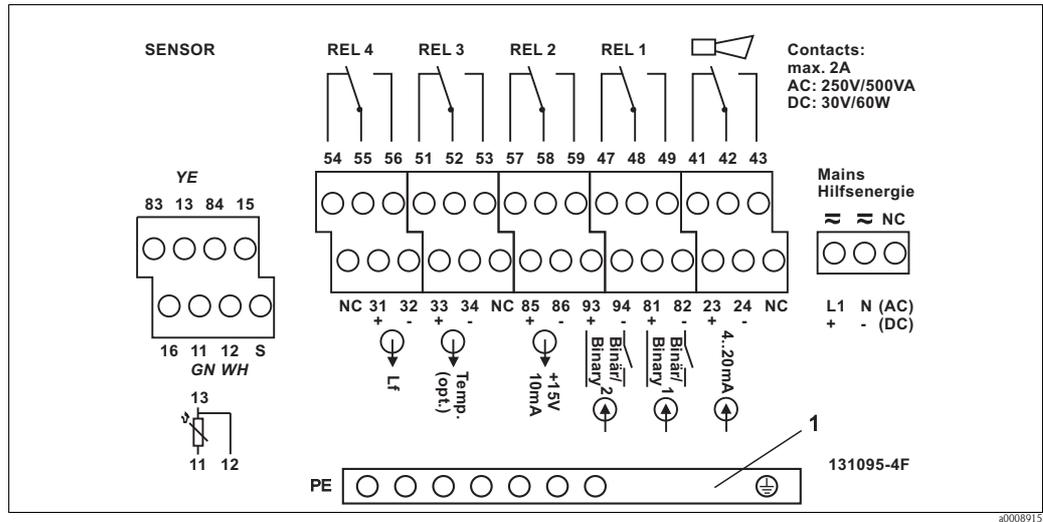 SENSOR
REL 4 REL 3 REL 2 REL 1
Contacts:
max. 2A
AC: 250V/500VA
DC: 30V/60W
54 55 56 51 52 53 57 58 59 47 48 49 41 42 43
YE
83 13 84 15
Mains
Hilfsenergie
≂ ≂ NC
NC 31 32 33 34 NC 85 86 93 94 81 82 23 24 NC
+ - + - + - + - + - + -
L1 N (AC)
+ - (DC)
16 11 12 S
GN WH
Lf
Temp.
(opt.)
+15V
10mA
Binär/
Binary 2
Binär/
Binary 1
4..20mA
13
11 12
1
131095-4F
PE
a0008915